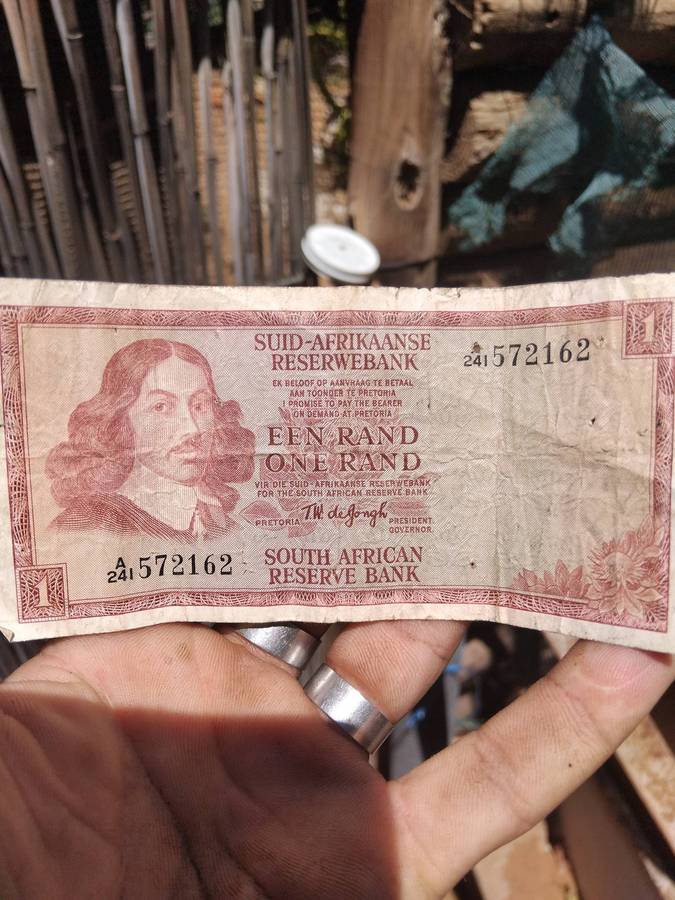 1
SUID-AFRIKAANSE
RESERWEBANK
A
241 572162
EK BELOOF OP AANVRAAG TE BETAAL
AAN TOONDER TE PRETORIA
I PROMISE TO PAY THE BEARER
ON DEMAND AT PRETORIA
EEN RAND
ONE RAND
VIR DIE SUID-AFRIKAANSE RESERWEBANK
FOR THE SOUTH AFRICAN RESERVE BANK
T.W. de Jongh
PRETORIA
PRESIDENT.
GOVERNOR.
A
241 572162
SOUTH AFRICAN
RESERVE BANK
1